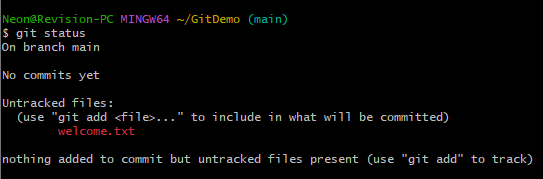 Neon@Revision-PC MINGW64 ~/GitDemo (main)
$ git status
On branch main
No commits yet
Untracked files:
(use "git add <file>..." to include in what will be committed)
welcome.txt
nothing added to commit but untracked files present (use "git add" to track)